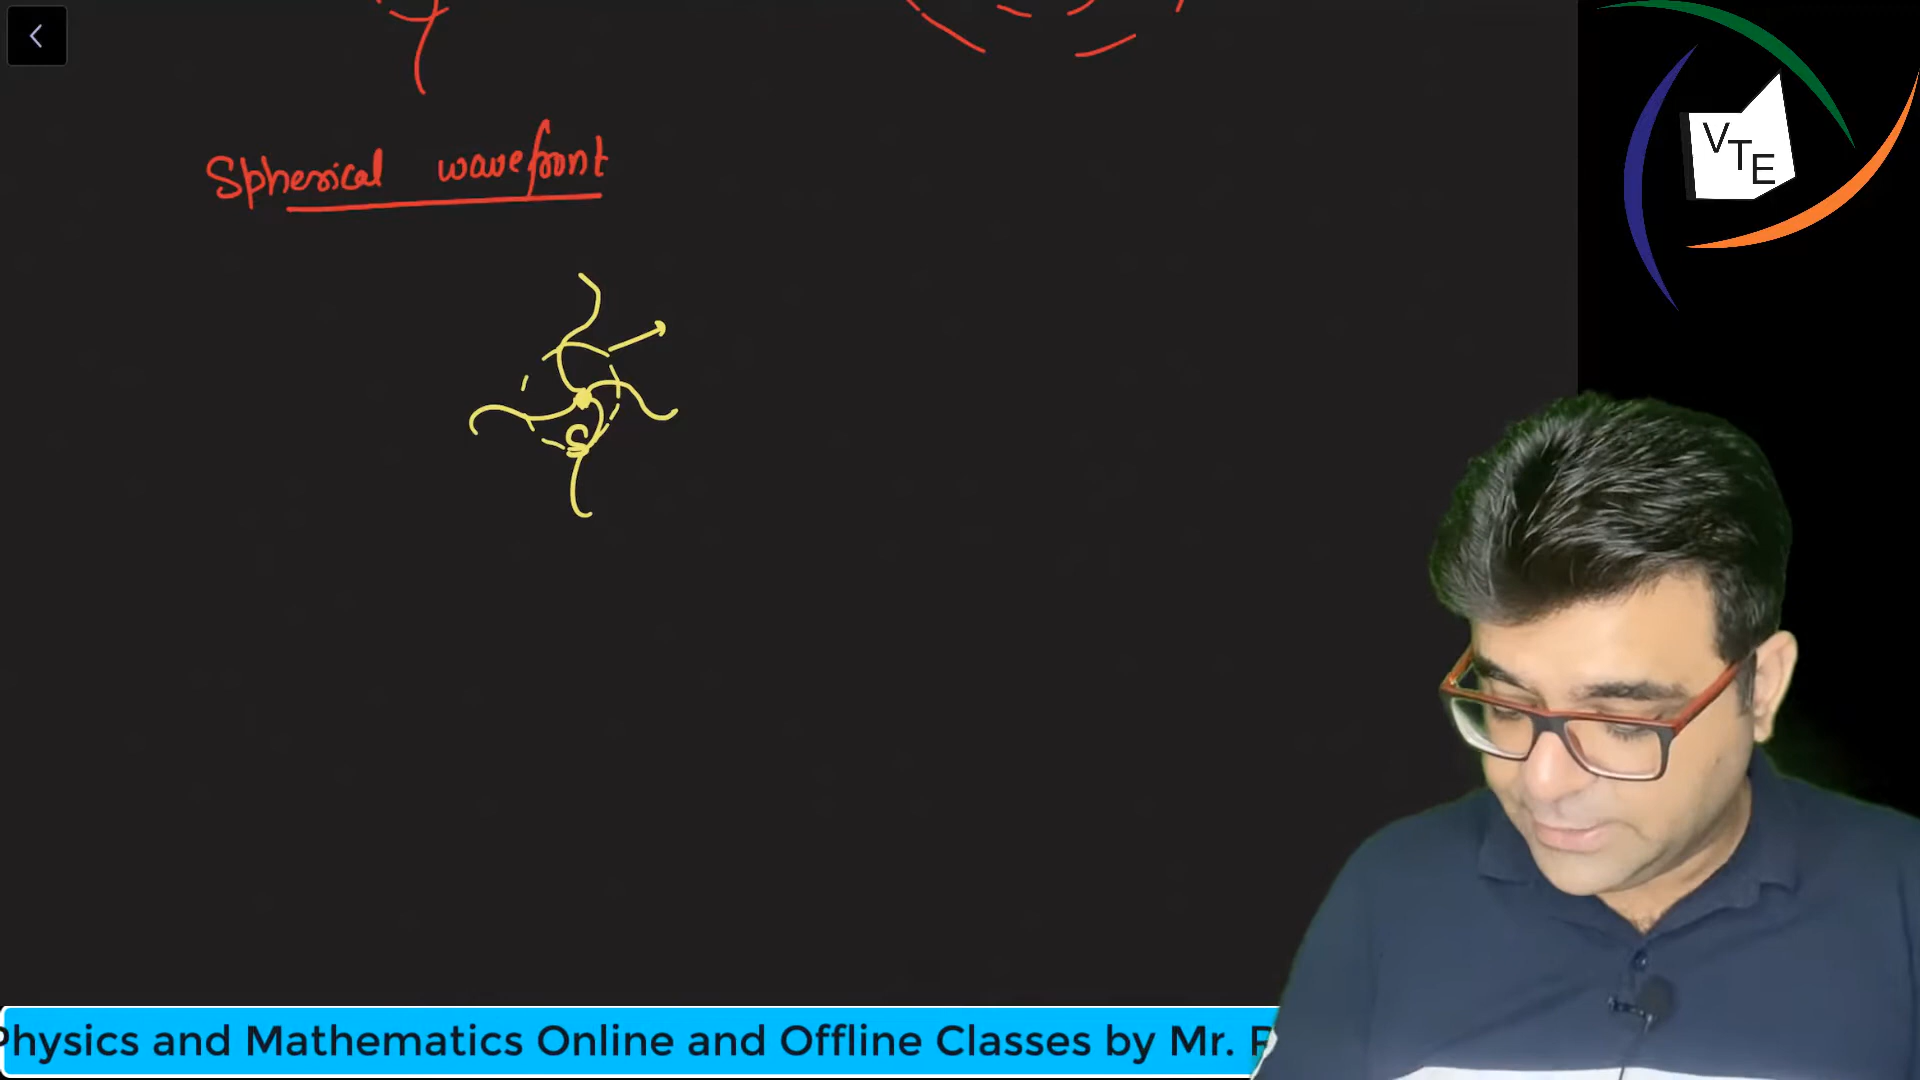 VTE
Spherical wavefront
S
Physics and Mathematics Online and Offline Classes by Mr.